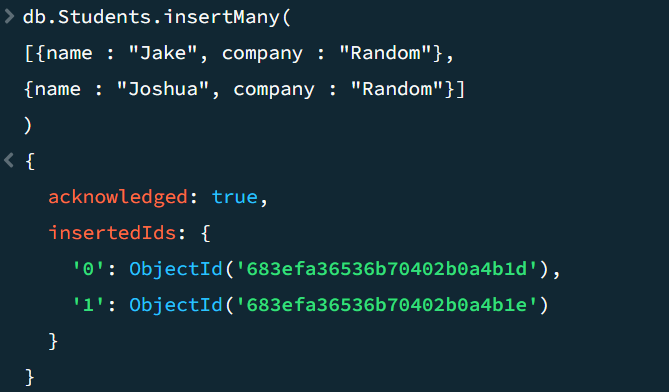 > db.Students.insertMany(
[{name : "Jake", company : "Random"},
{name : "Joshua", company : "Random"}]
)
< {
acknowledged: true,
insertedIds: {
'0': ObjectId('683efa36536b70402b0a4b1d'),
'1': ObjectId('683efa36536b70402b0a4b1e')
}
}